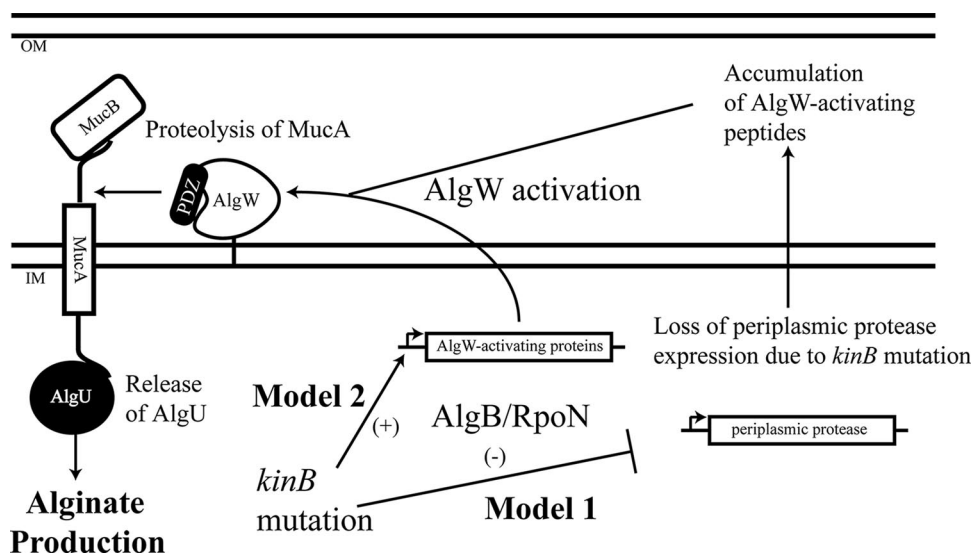 OM
MucB
Proteolysis of MucA
PDZ
AlgW
AlgW activation
Accumulation
of AlgW-activating
peptides
MucA
IM
AlgW-activating proteins
Loss of periplasmic protease
expression due to kinB mutation
AlgU
Release
of AlgU
Model 2
(+)
AlgB/RpoN
(-)
periplasmic protease
kinB
mutation
Model 1
Alginate
Production